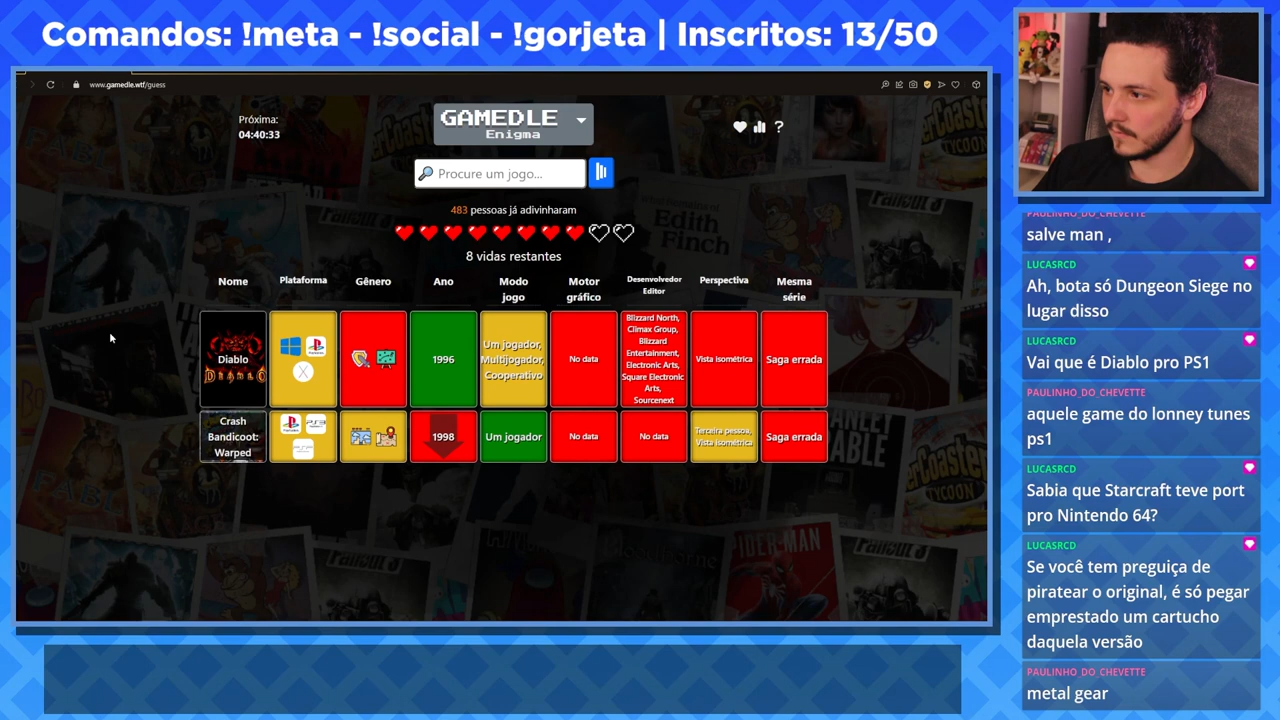 Comandos: !meta - !social - !gorjeta | Inscritos: 13/50
www.gamedle.wtf/guess
Próxima:
04:40:33
GAMEDLE
Enigma
?
Procure um jogo...
483 pessoas já adivinharam
8 vidas restantes
Nome
Plataforma
Gênero
Ano
Modo
jogo
Motor
gráfico
Desenvolvedor
Editor
Perspectiva
Mesma
série
Diablo
1996
Um jogador,
Multijogador,
Cooperativo
No data
Blizzard North,
Climax Group,
Blizzard
Entertainment,
Electronic Arts,
Square Electronic
Arts,
Sourcenext
Vista isométrica
Saga errada
Crash
Bandicoot:
Warped
1998
Um jogador
No data
No data
Terceira pessoa,
Vista isométrica
Saga errada
PAULINHO_DO_CHEVETTE
salve man ,
LUCASRCD
Ah, bota só Dungeon Siege no
lugar disso
LUCASRCD
Vai que é Diablo pro PS1
PAULINHO_DO_CHEVETTE
aquele game do lonney tunes
ps1
LUCASRCD
Sabia que Starcraft teve port
pro Nintendo 64?
LUCASRCD
Se você tem preguiça de
piratear o original, é só pegar
emprestado um cartucho
daquela versão
PAULINHO_DO_CHEVETTE
metal gear